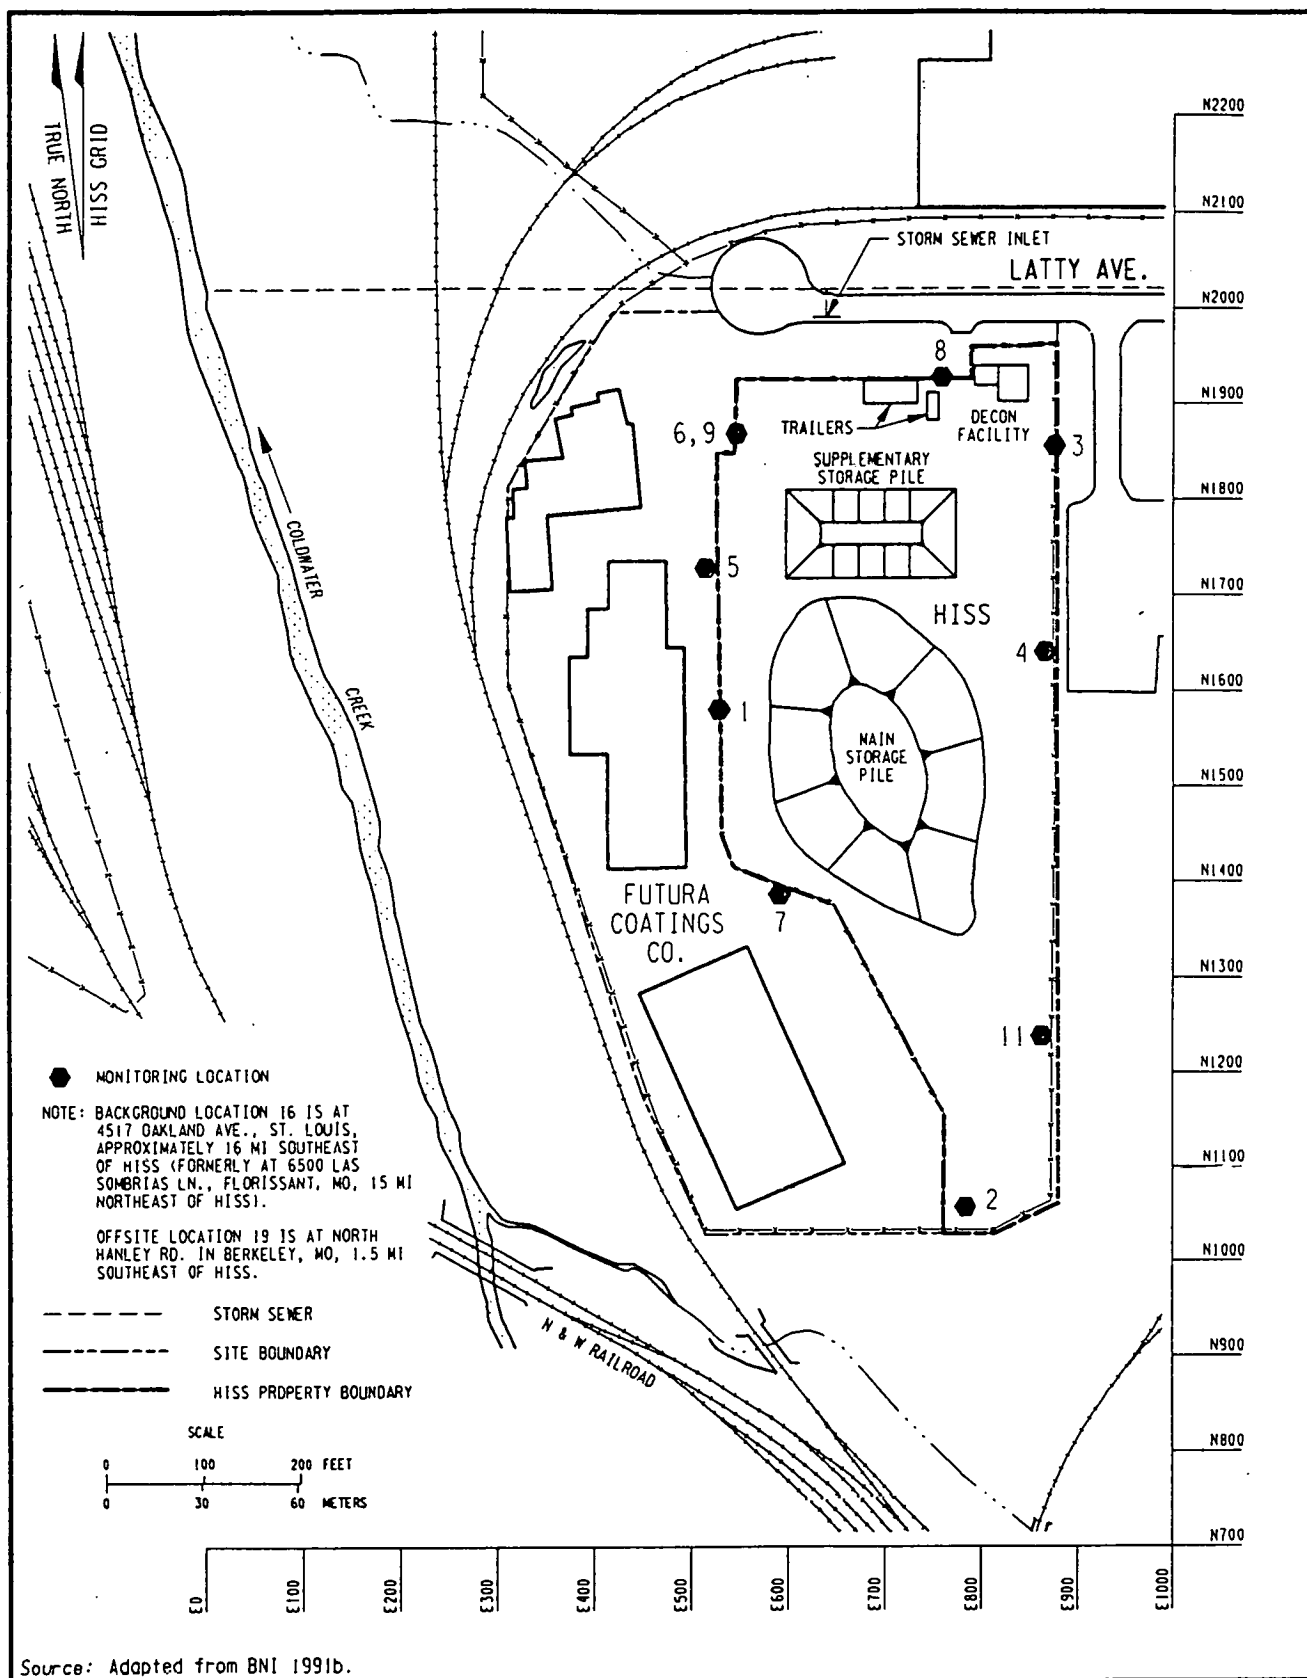 TRUE NORTH
HISS GRID
N2200
N2100
STORM SEWER INLET
LATTY AVE.
N2000
8
N1900
6,9
TRAILERS
DECON
FACILITY
3
SUPPLEMENTARY
STORAGE PILE
N1800
COLDWATER
CREEK
5
N1700
HISS
4
N1600
1
MAIN
STORAGE
PILE
N1500
N1400
FUTURA
COATINGS
CO.
7
N1300
11
N1200
MONITORING LOCATION
NOTE: BACKGROUND LOCATION 16 IS AT
4517 OAKLAND AVE., ST. LOUIS,
APPROXIMATELY 16 MI SOUTHEAST
OF HISS (FORMERLY AT 6500 LAS
SOMBRIAS LN., FLORISSANT, MO, 15 MI
NORTHEAST OF HISS).
N1100
2
OFFSITE LOCATION 19 IS AT NORTH
HANLEY RD. IN BERKELEY, MO, 1.5 MI
SOUTHEAST OF HISS.
N1000
STORM SEWER
SITE BOUNDARY
HISS PROPERTY BOUNDARY
N & W RAILROAD
N900
SCALE
0 100 200 FEET
0 30 60 METERS
N800
N700
E0 E100 E200 E300 E400 E500 E600 E700 E800 E900 E1000
Source: Adapted from BNI 1991b.